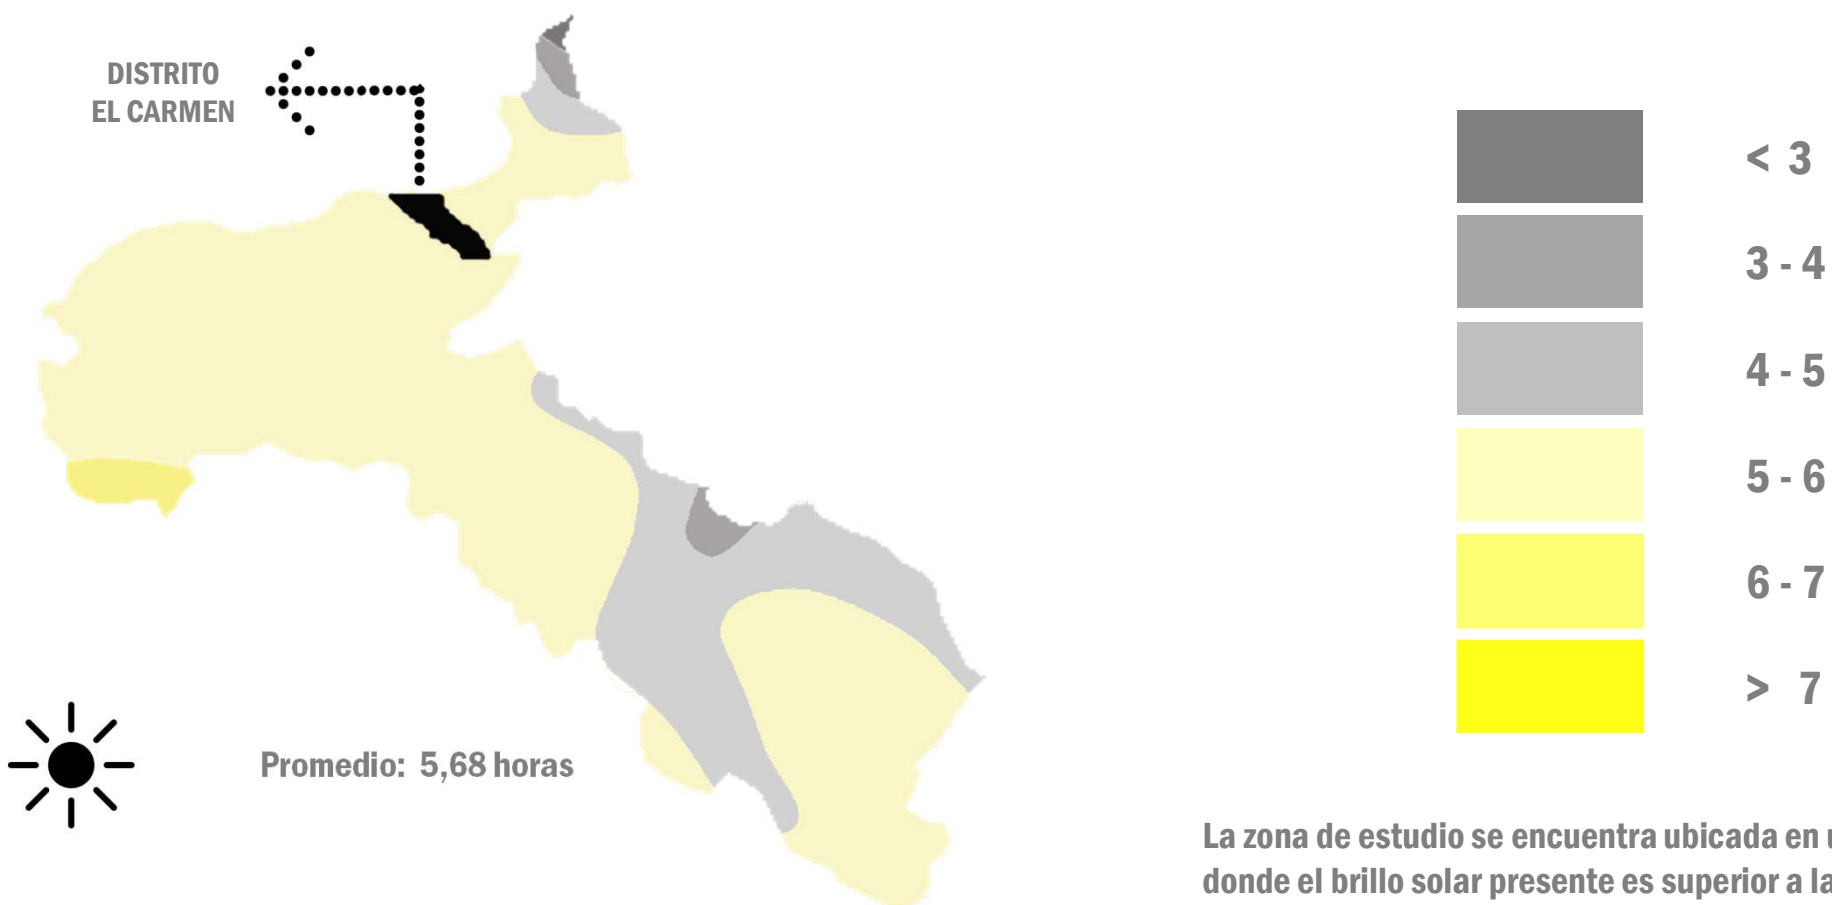 DISTRITO
EL CARMEN
< 3
3 - 4
4 - 5
5 - 6
6 - 7
> 7
Promedio: 5,68 horas
La zona de estudio se encuentra ubicada en
donde el brillo solar presente es superior a la